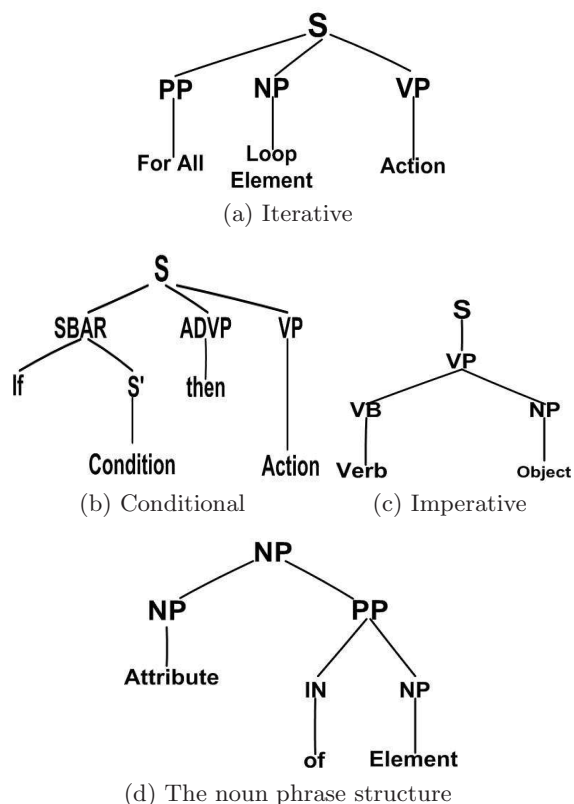 S
PP NP VP
For All Loop Element Action
(a) Iterative
S
SBAR ADVP VP
If S' then
Condition Action
(b) Conditional
S
VP
VB NP
Verb Object
(c) Imperative
NP
NP PP
Attribute IN NP
of Element
(d) The noun phrase structure